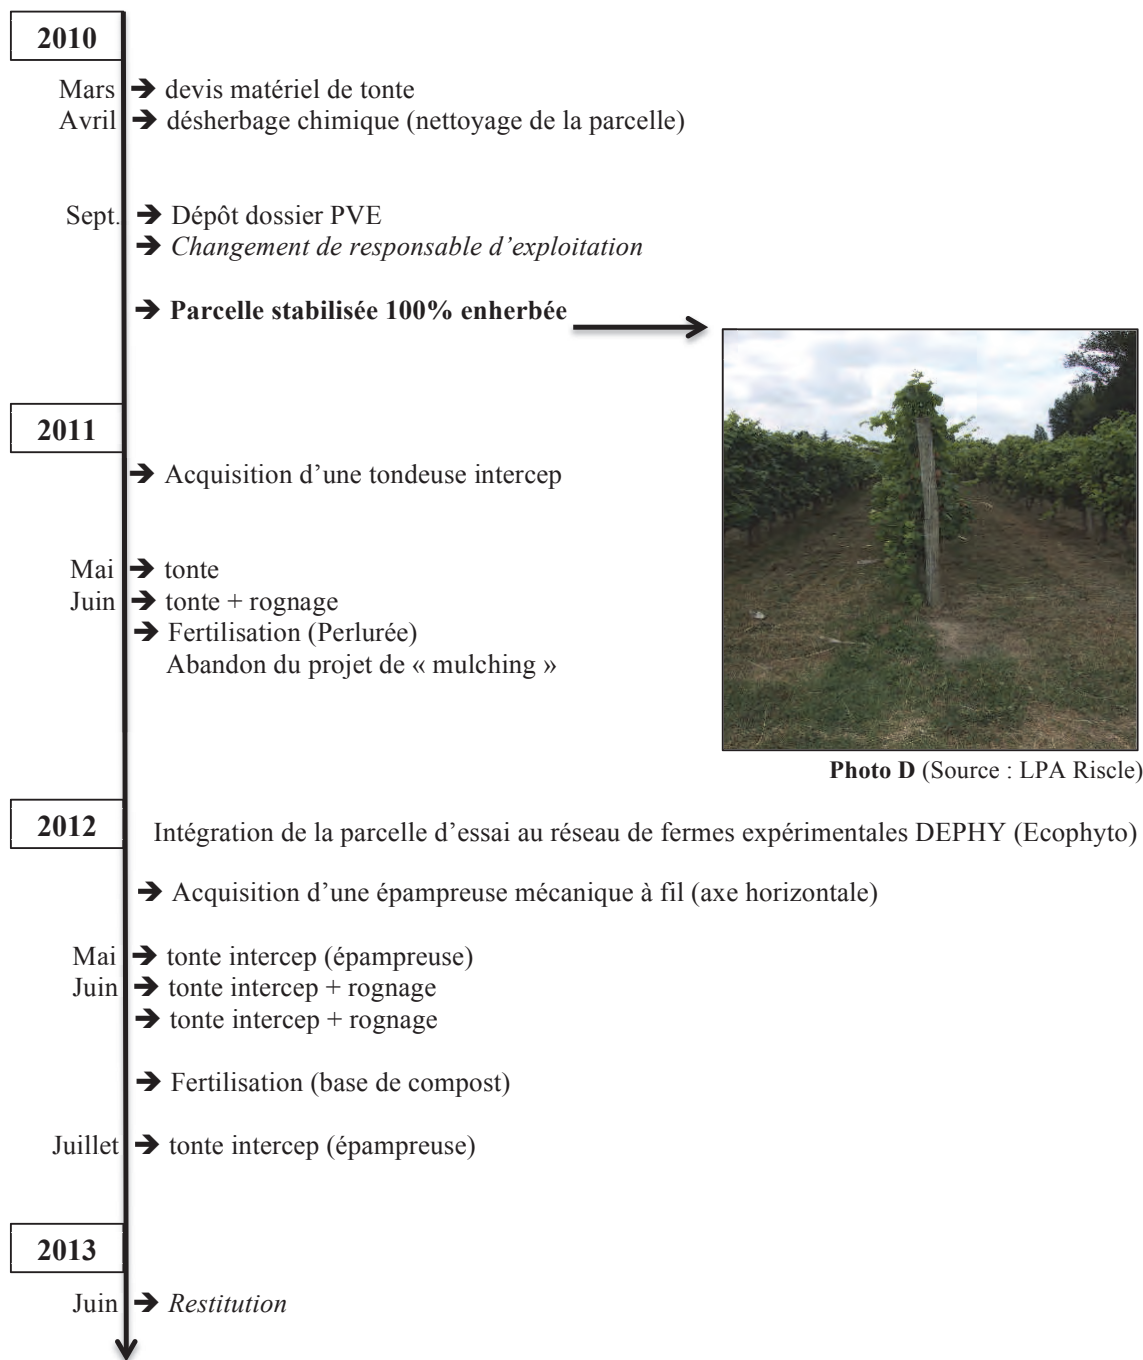 2010
Mars ➔ devis matériel de tonte
Avril ➔ désherbage chimique (nettoyage de la parcelle)
Sept. ➔ Dépôt dossier PVE
➔ Changement de responsable d’exploitation
➔ Parcelle stabilisée 100% enherbée
2011
➔ Acquisition d’une tondeuse intercep
Mai ➔ tonte
Juin ➔ tonte + rognage
➔ Fertilisation (Perlurée)
Abandon du projet de « mulching »
Photo D (Source : LPA Riscle)
2012
Intégration de la parcelle d’essai au réseau de fermes expérimentales DEPHY (Ecophyto)
➔ Acquisition d’une épampreuse mécanique à fil (axe horizontale)
Mai ➔ tonte intercep (épampreuse)
Juin ➔ tonte intercep + rognage
➔ tonte intercep + rognage
➔ Fertilisation (base de compost)
Juillet ➔ tonte intercep (épampreuse)
2013
Juin ➔ Restitution